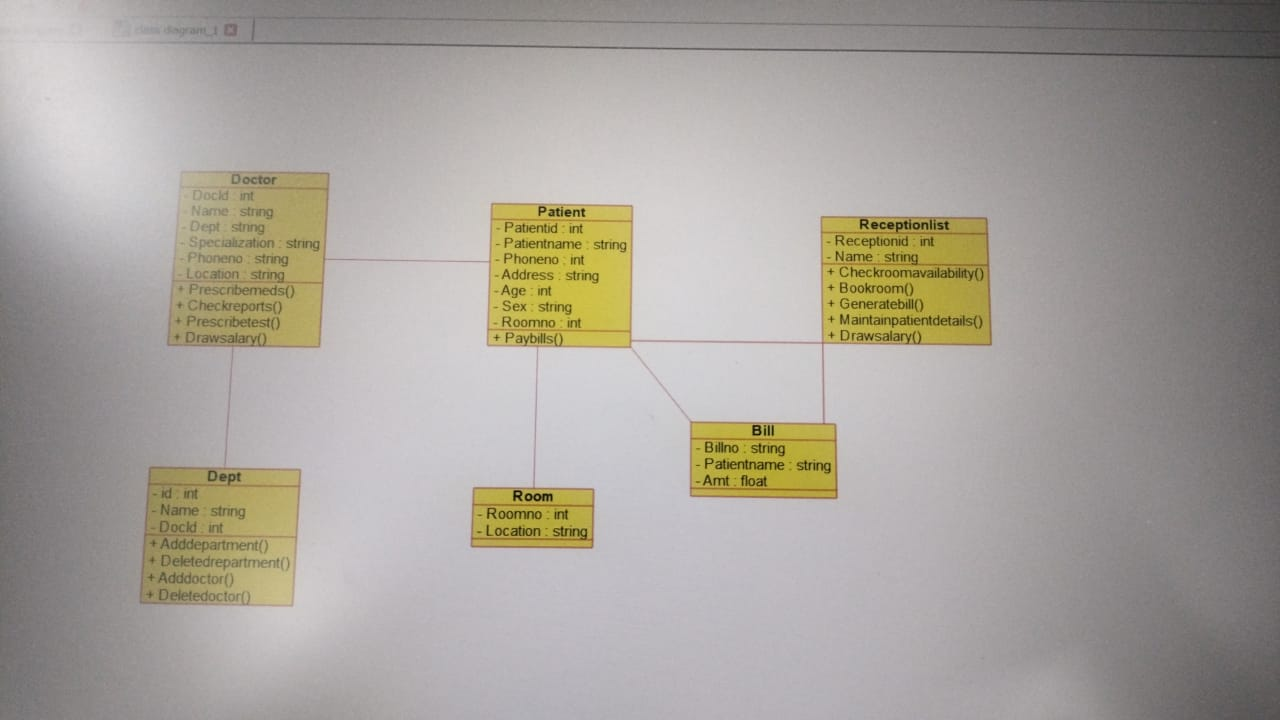 class diagram_1
Doctor
- DocId : int
- Name : string
- Dept : string
- Specialization : string
- Phoneno : string
- Location : string
+ Prescribemeds()
+ Checkreports()
+ Prescribetest()
+ Drawsalary()
Patient
- Patientid : int
- Patientname : string
- Phoneno : int
- Address : string
- Age : int
- Sex : string
- Roomno : int
+ Paybills()
Receptionlist
- Receptionid : int
- Name : string
+ Checkroomavailability()
+ Bookroom()
+ Generatebill()
+ Maintainpatientdetails()
+ Drawsalary()
Dept
- id : int
- Name : string
- DocId : int
+ Adddepartment()
+ Deletedrepartment()
+ Adddoctor()
+ Deletedoctor()
Room
- Roomno : int
- Location : string
Bill
- Billno : string
- Patientname : string
- Amt : float